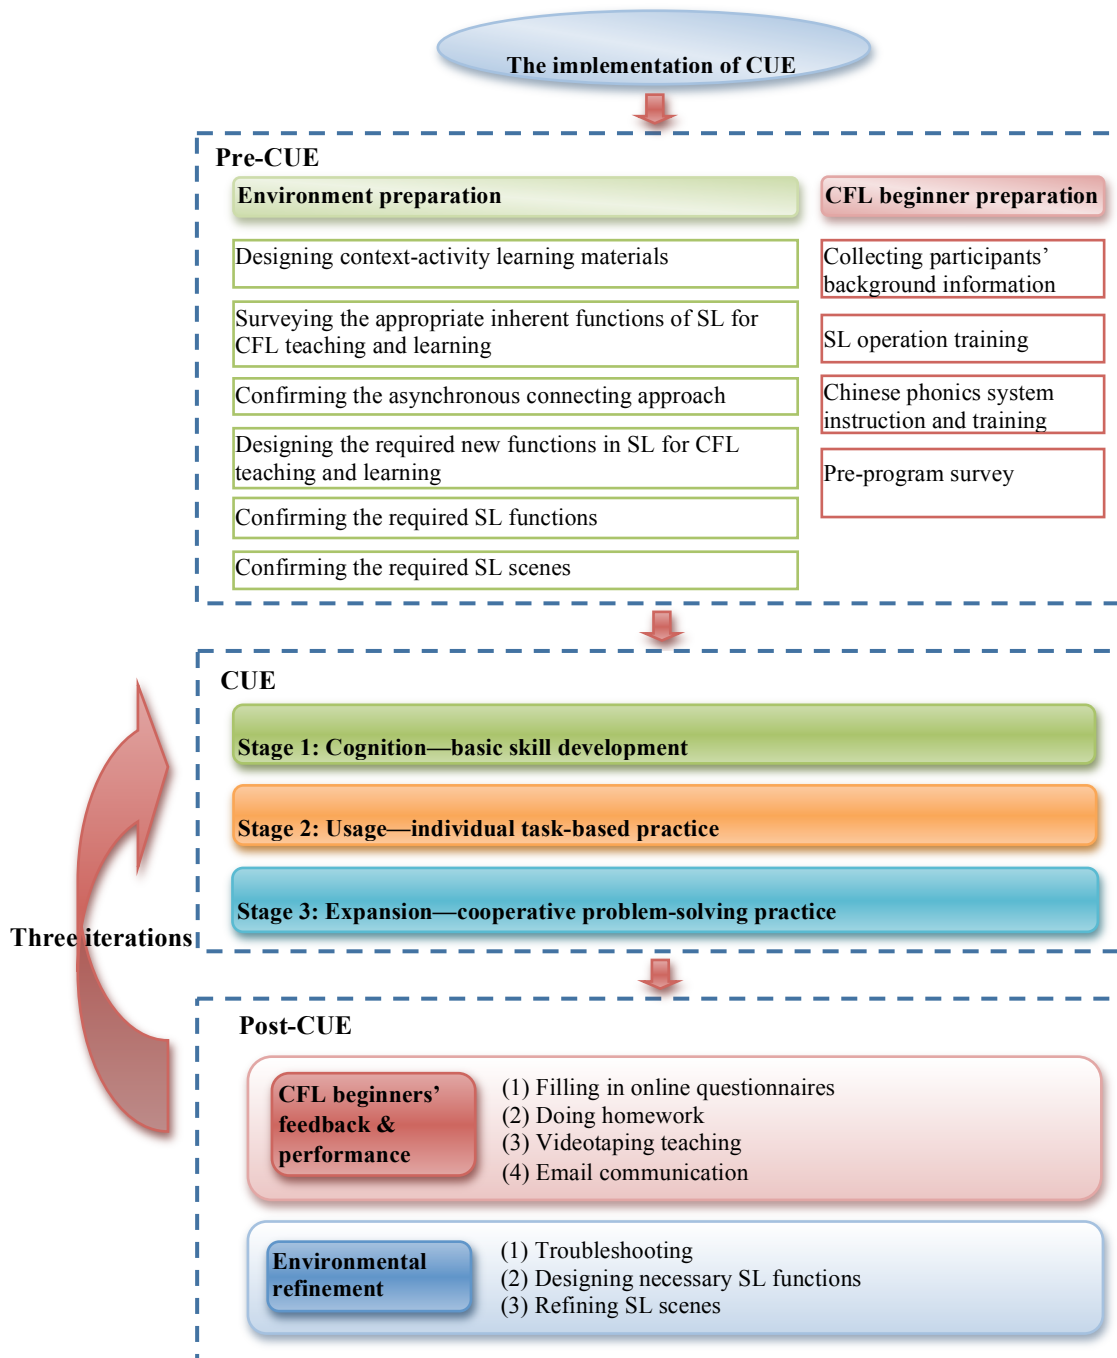 The implementation of CUE
Pre-CUE
Environment preparation
Designing context-activity learning materials
Surveying the appropriate inherent functions of SL for
CFL teaching and learning
Confirming the asynchronous connecting approach
Designing the required new functions in SL for CFL
teaching and learning
Confirming the required SL functions
Confirming the required SL scenes
CFL beginner preparation
Collecting participants’
background information
SL operation training
Chinese phonics system
instruction and training
Pre-program survey
CUE
Stage 1: Cognition—basic skill development
Stage 2: Usage—individual task-based practice
Stage 3: Expansion—cooperative problem-solving practice
Three iterations
Post-CUE
CFL beginners’
feedback &
performance
(1) Filling in online questionnaires
(2) Doing homework
(3) Videotaping teaching
(4) Email communication
Environmental
refinement
(1) Troubleshooting
(2) Designing necessary SL functions
(3) Refining SL scenes